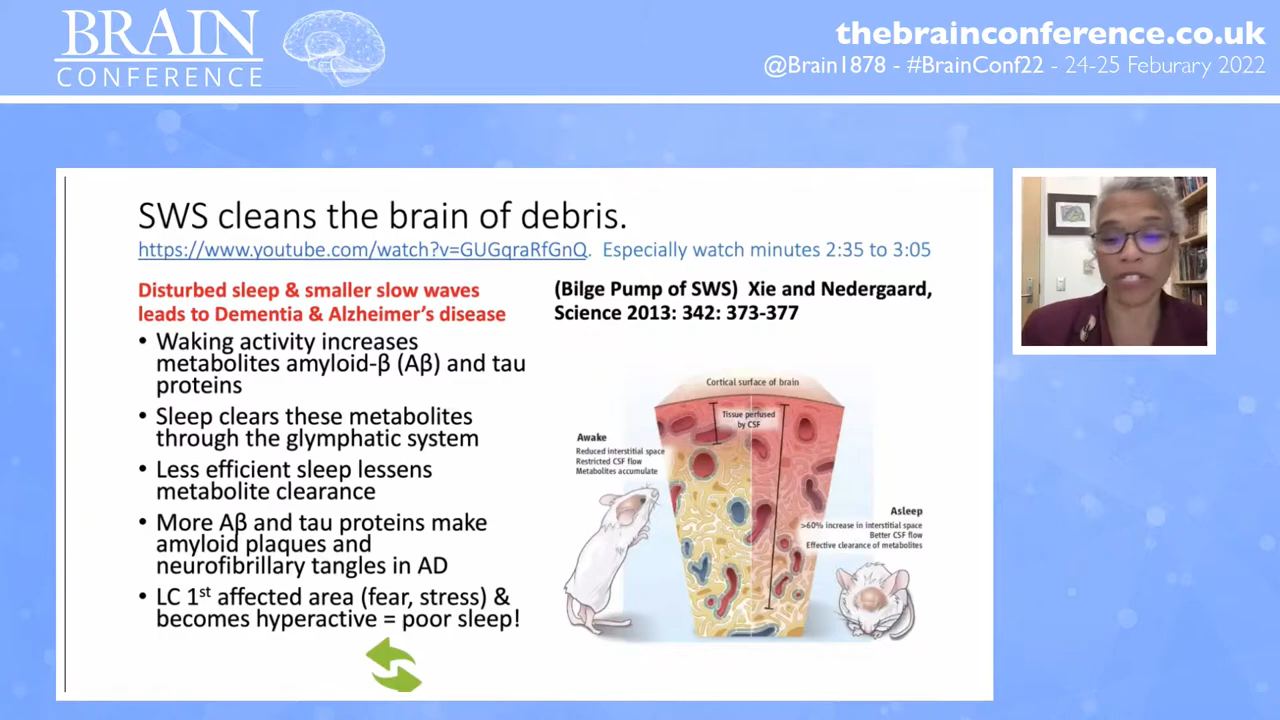 BRAIN
CONFERENCE
thebrainconference.co.uk
@Brain1878 - #BrainConf22 - 24-25 Feburary 2022
SWS cleans the brain of debris.
https://www.youtube.com/watch?v=GUGqraRfGnQ. Especially watch minutes 2:35 to 3:05
Disturbed sleep & smaller slow waves
leads to Dementia & Alzheimer's disease
• Waking activity increases
metabolites amyloid-β (Aβ) and tau
proteins
• Sleep clears these metabolites
through the glymphatic system
• Less efficient sleep lessens
metabolite clearance
• More Aβ and tau proteins make
amyloid plaques and
neurofibrillary tangles in AD
• LC 1st affected area (fear, stress) &
becomes hyperactive = poor sleep!
(Bilge Pump of SWS) Xie and Nedergaard,
Science 2013: 342: 373-377
Cortical surface of brain
Tissue perfused
by CSF
Awake
Reduced interstitial space
Restricted CSF flow
Metabolites accumulate
Asleep
>60% increase in interstitial space
Better CSF flow
Effective clearance of metabolites